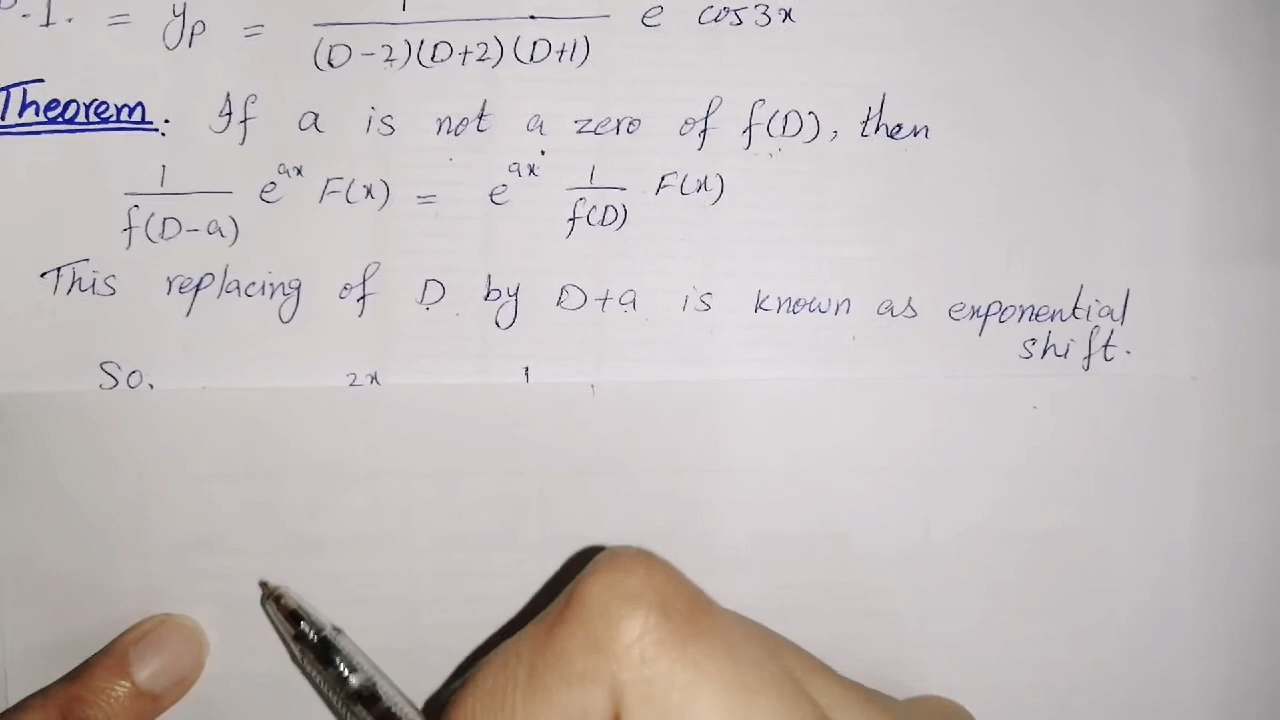 P.I. = yp = 1/((D-2)(D+2)(D+1)) e cos3x
Theorem. If a is not a zero of f(D), then
1/f(D-a) e^ax F(x) = e^ax 1/f(D) F(x)
This replacing of D by D+a is known as exponential
shift.
So, 2x 1